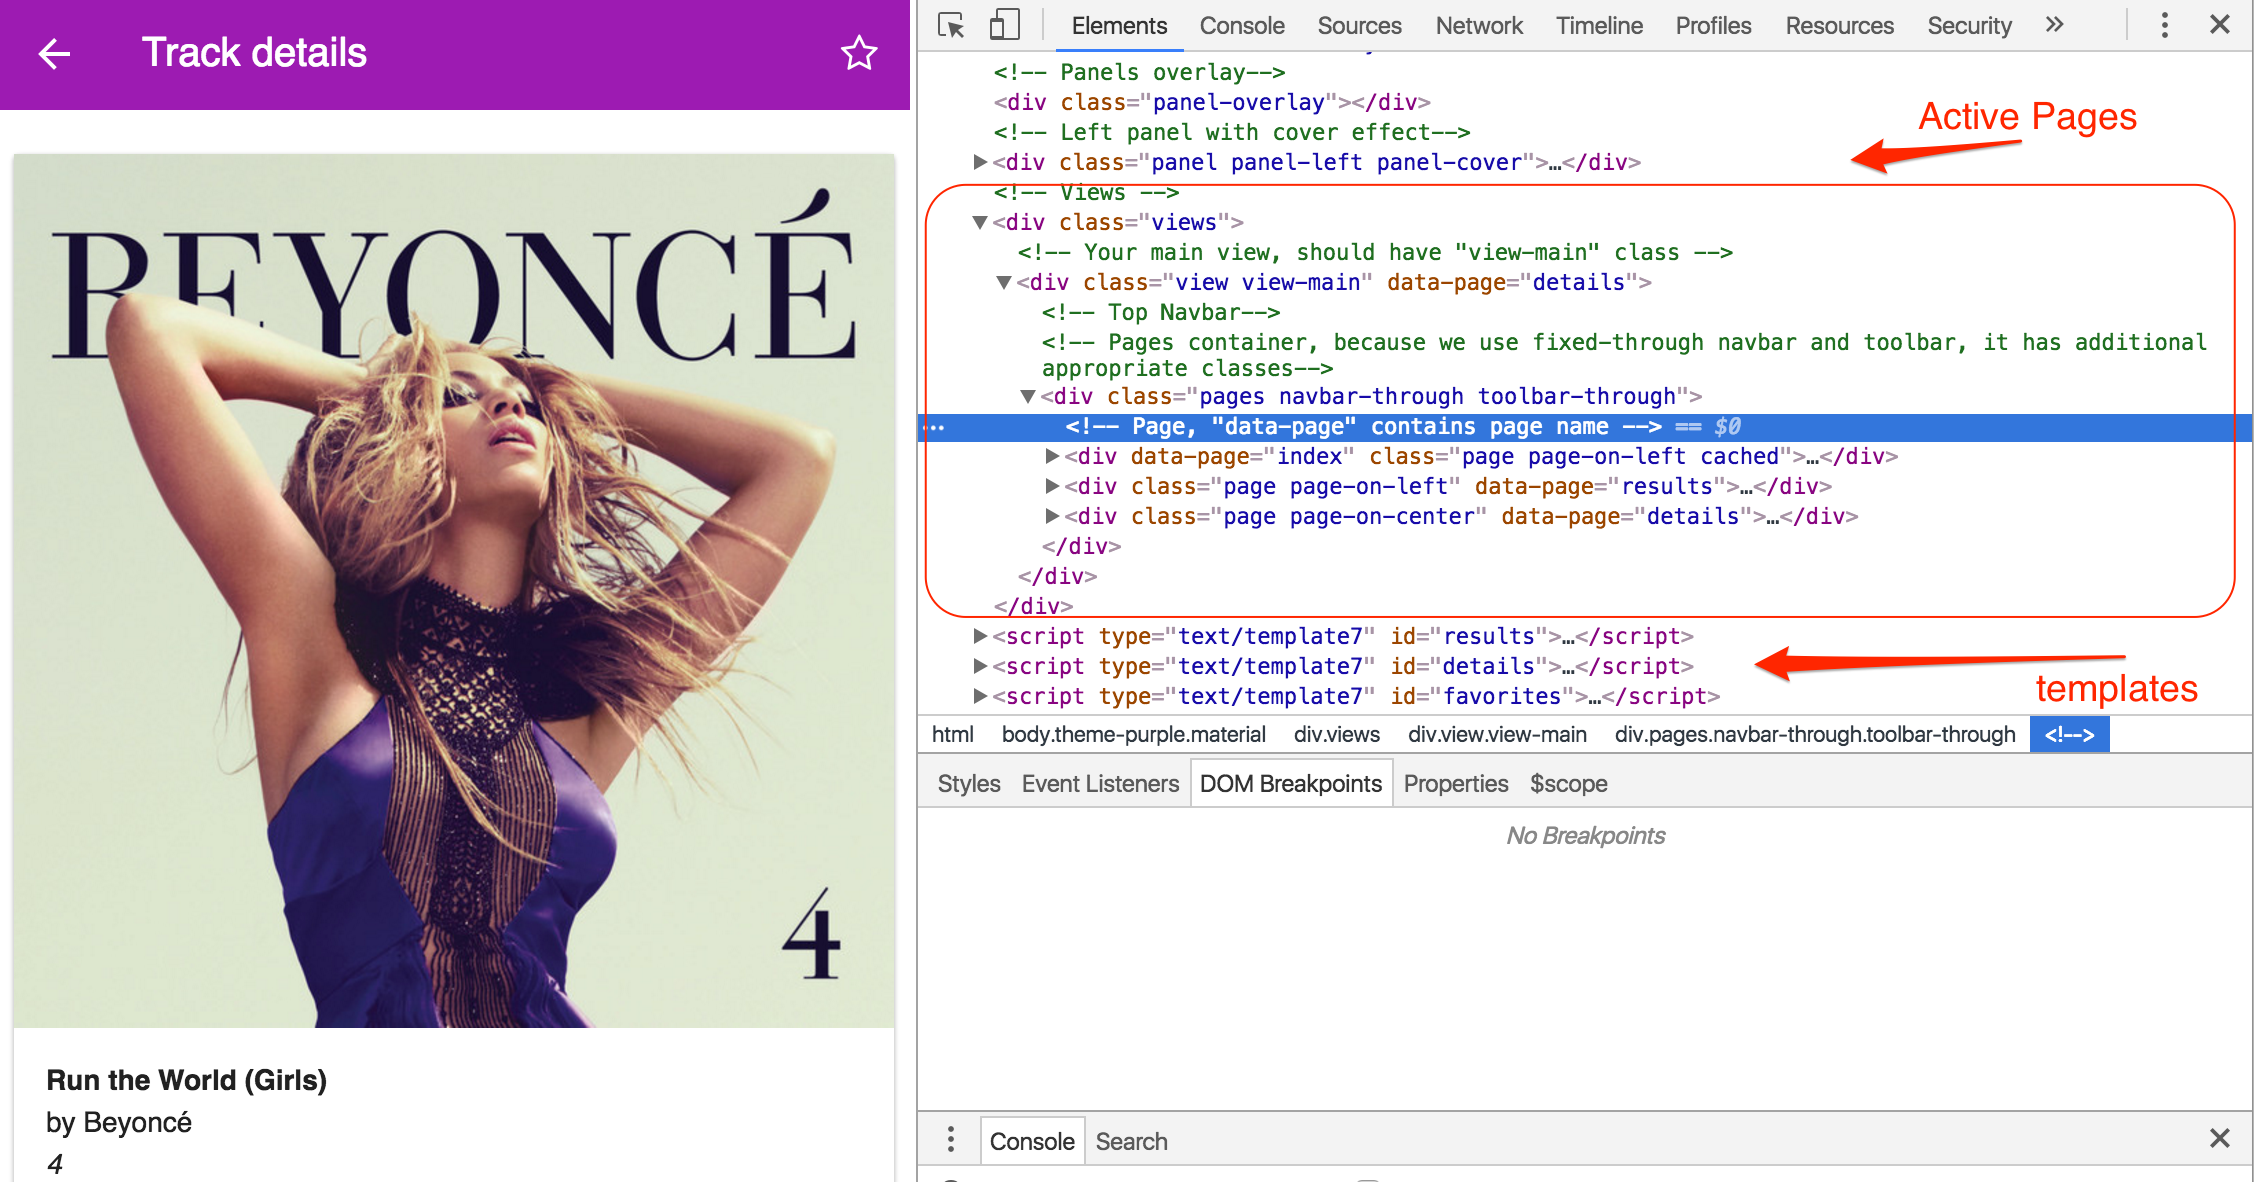 Track details
BEYONCÉ
4
Run the World (Girls)
by Beyoncé
4
Elements Console Sources Network Timeline Profiles Resources Security »
<!-- Panels overlay-->
<div class="panel-overlay"></div>
<!-- Left panel with cover effect-->
<div class="panel panel-left panel-cover">…</div>
<!-- Views -->
<div class="views">
<!-- Your main view, should have "view-main" class -->
<div class="view view-main" data-page="details">
<!-- Top Navbar-->
<!-- Pages container, because we use fixed-through navbar and toolbar, it has additional
appropriate classes-->
<div class="pages navbar-through toolbar-through">
<!-- Page, "data-page" contains page name --> == $0
<div data-page="index" class="page page-on-left cached">…</div>
<div class="page page-on-left" data-page="results">…</div>
<div class="page page-on-center" data-page="details">…</div>
</div>
</div>
</div>
<script type="text/template7" id="results">…</script>
<script type="text/template7" id="details">…</script>
<script type="text/template7" id="favorites">…</script>
Active Pages
templates
html body.theme-purple.material div.views div.view.view-main div.pages.navbar-through.toolbar-through <!-->
Styles Event Listeners DOM Breakpoints Properties $scope
No Breakpoints
Console Search